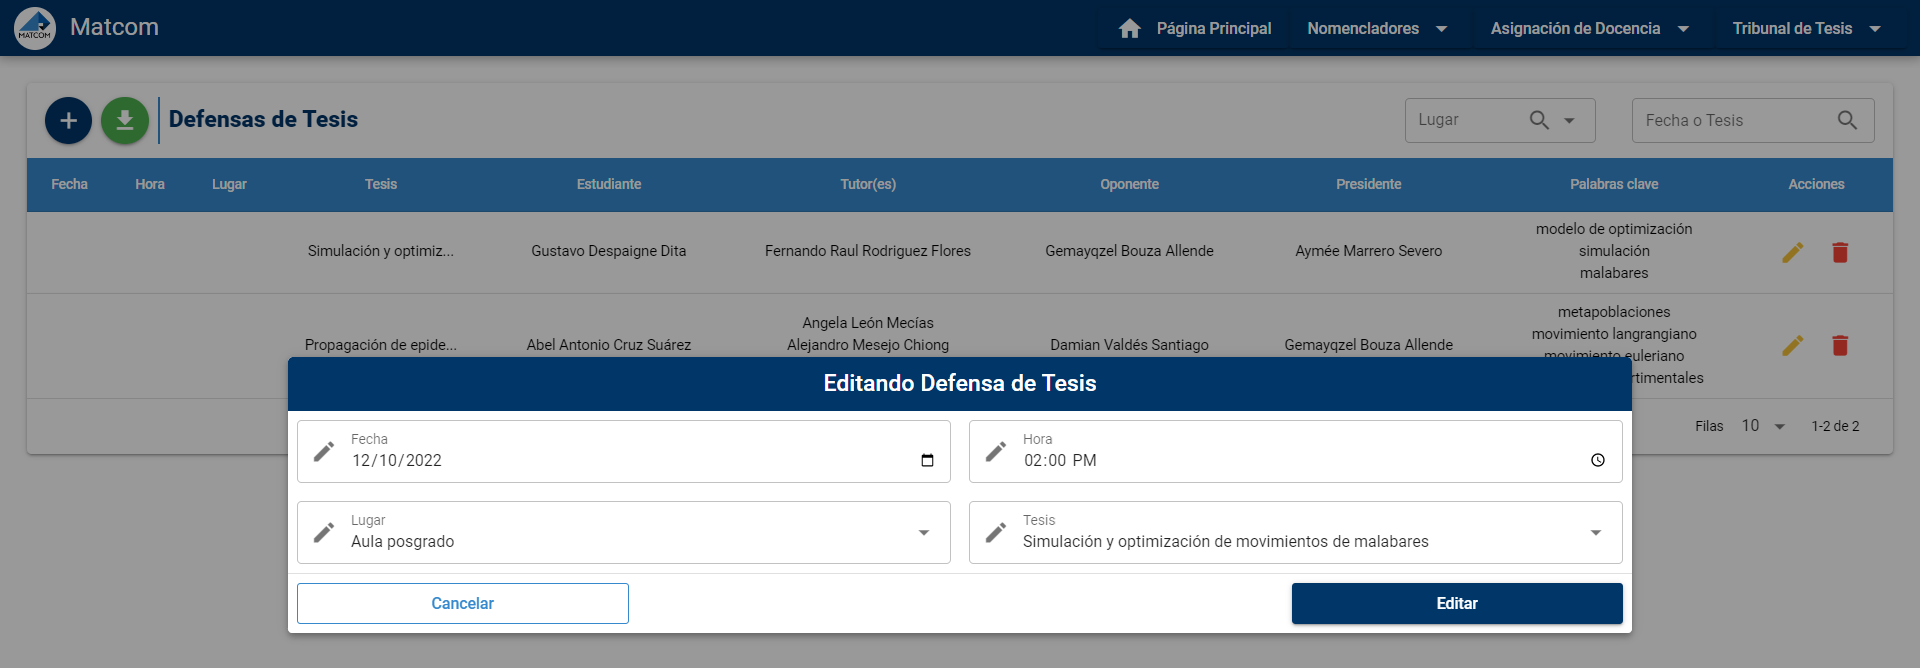 MATCOM
Matcom
Página Principal
Nomencladores
Asignación de Docencia
Tribunal de Tesis
Defensas de Tesis
Lugar
Fecha o Tesis
Fecha Hora Lugar Tesis Estudiante Tutor(es) Oponente Presidente Palabras clave Acciones
Simulación y optimiz... Gustavo Despaigne Dita Fernando Raul Rodriguez Flores Gemayqzel Bouza Allende Aymée Marrero Severo
modelo de optimización
simulación
malabares
Propagación de epide... Abel Antonio Cruz Suárez
Angela León Mecías
Alejandro Mesejo Chiong
Damian Valdés Santiago Gemayqzel Bouza Allende
metapoblaciones
movimiento langrangiano
movimiento euleriano
rtimentales
Filas 10 1-2 de 2
Editando Defensa de Tesis
Fecha
12/10/2022
Hora
02:00 PM
Lugar
Aula posgrado
Tesis
Simulación y optimización de movimientos de malabares
Cancelar
Editar